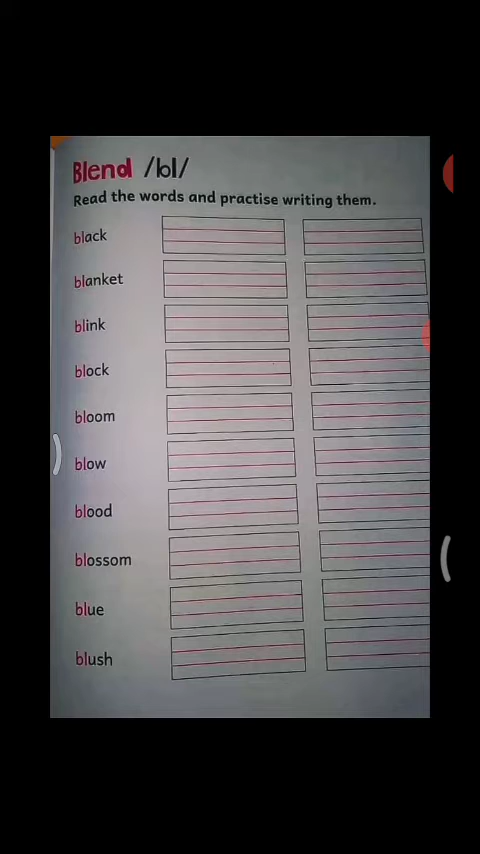 Blend /bl/
Read the words and practise writing them.
black
blanket
blink
block
bloom
blow
blood
blossom
blue
blush